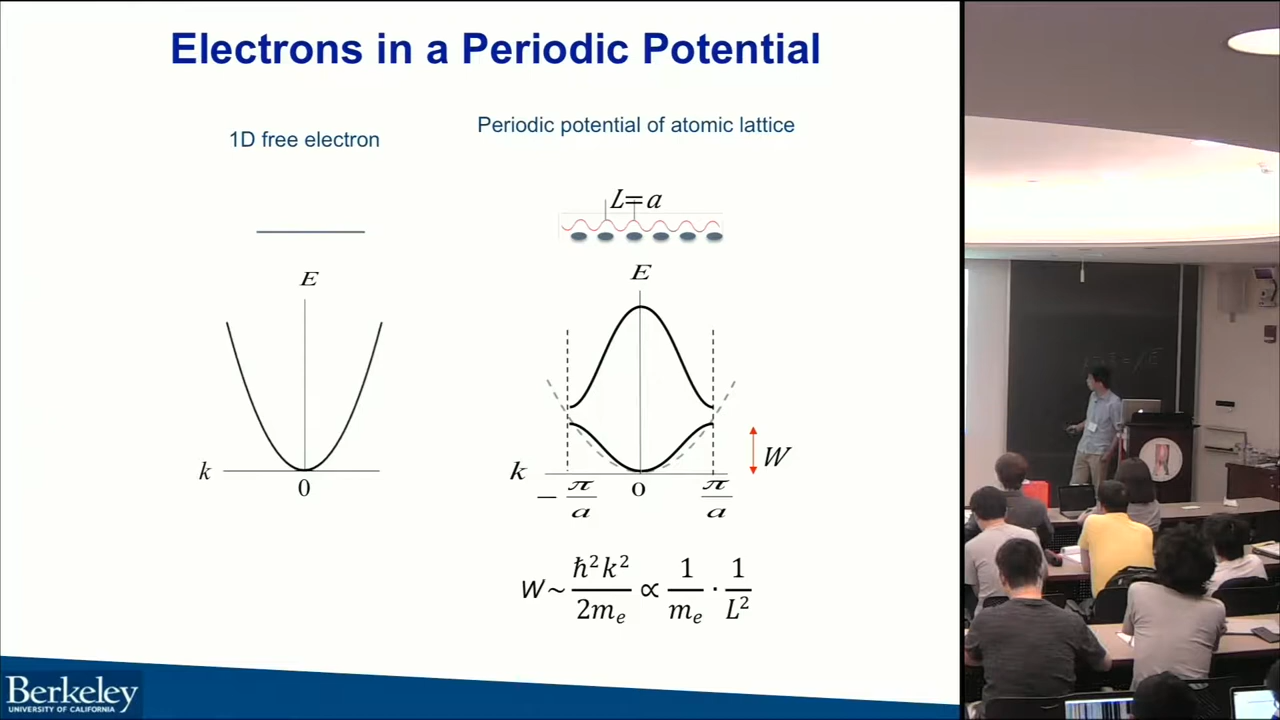 Electrons in a Periodic Potential
1D free electron
Periodic potential of atomic lattice
L=a
E
E
k
0
k
W
− π/a
0
π/a
W~ ħ²k²/2mₑ ∝ 1/mₑ · 1/L²
Berkeley
UNIVERSITY OF CALIFORNIA